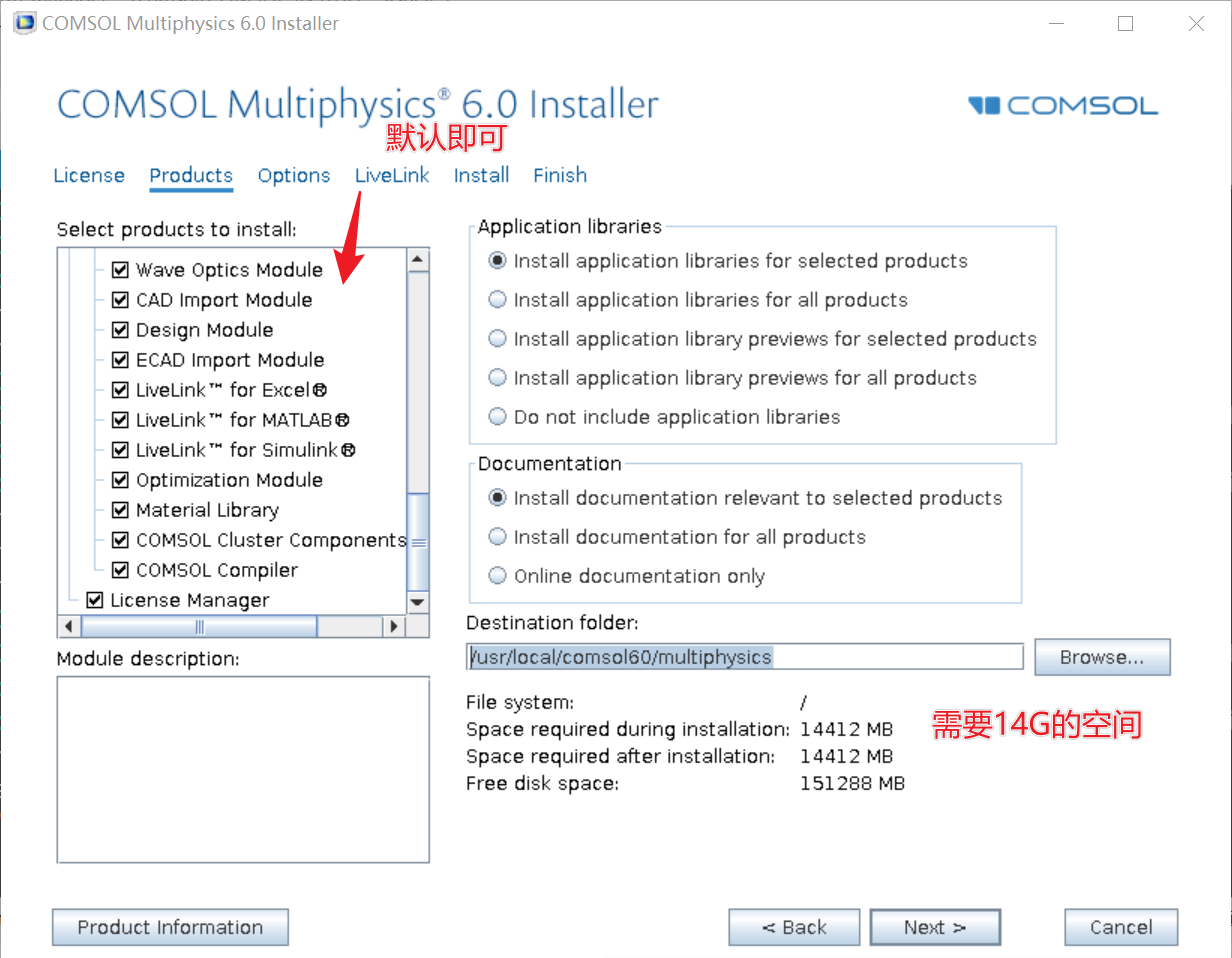 COMSOL Multiphysics 6.0 Installer
COMSOL Multiphysics® 6.0 Installer
COMSOL
默认即可
License Products Options LiveLink Install Finish
Select products to install:
Wave Optics Module
CAD Import Module
Design Module
ECAD Import Module
LiveLink™ for Excel®
LiveLink™ for MATLAB®
LiveLink™ for Simulink®
Optimization Module
Material Library
COMSOL Cluster Components
COMSOL Compiler
License Manager
Module description:
Application libraries
Install application libraries for selected products
Install application libraries for all products
Install application library previews for selected products
Install application library previews for all products
Do not include application libraries
Documentation
Install documentation relevant to selected products
Install documentation for all products
Online documentation only
Destination folder:
/usr/local/comsol60/multiphysics Browse...
File system: /
Space required during installation: 14412 MB
Space required after installation: 14412 MB
Free disk space: 151288 MB
需要14G的空间
Product Information < Back Next > Cancel